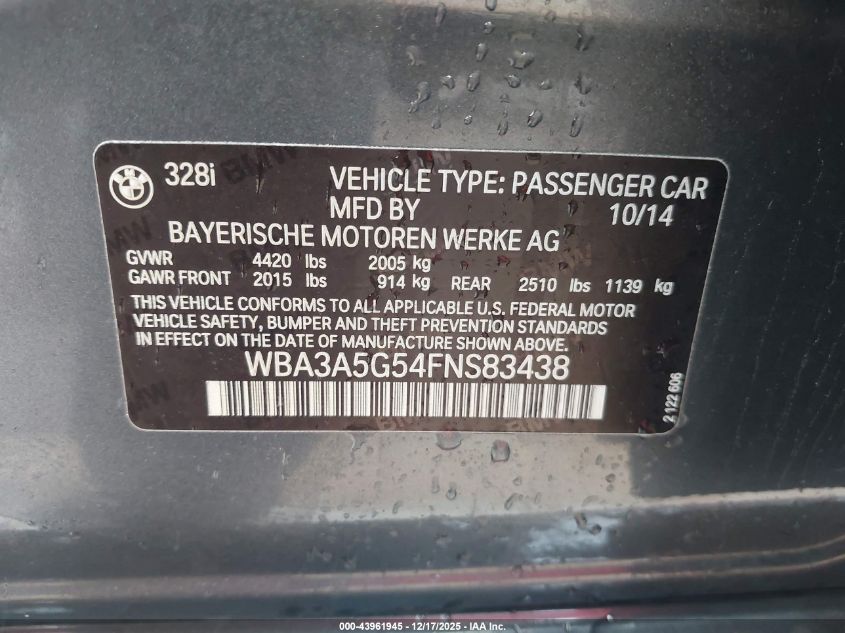 328i VEHICLE TYPE: PASSENGER CAR
MFD BY 10/14
BAYERISCHE MOTOREN WERKE AG
GVWR 4420 lbs 2005 kg
GAWR FRONT 2015 lbs 914 kg REAR 2510 lbs 1139 kg
THIS VEHICLE CONFORMS TO ALL APPLICABLE U.S. FEDERAL MOTOR
VEHICLE SAFETY, BUMPER AND THEFT PREVENTION STANDARDS
IN EFFECT ON THE DATE OF MANUFACTURE SHOWN ABOVE.
WBA3A5G54FNS83438
2 122 606
000-43961945 - 12/17/2025 - IAA Inc.